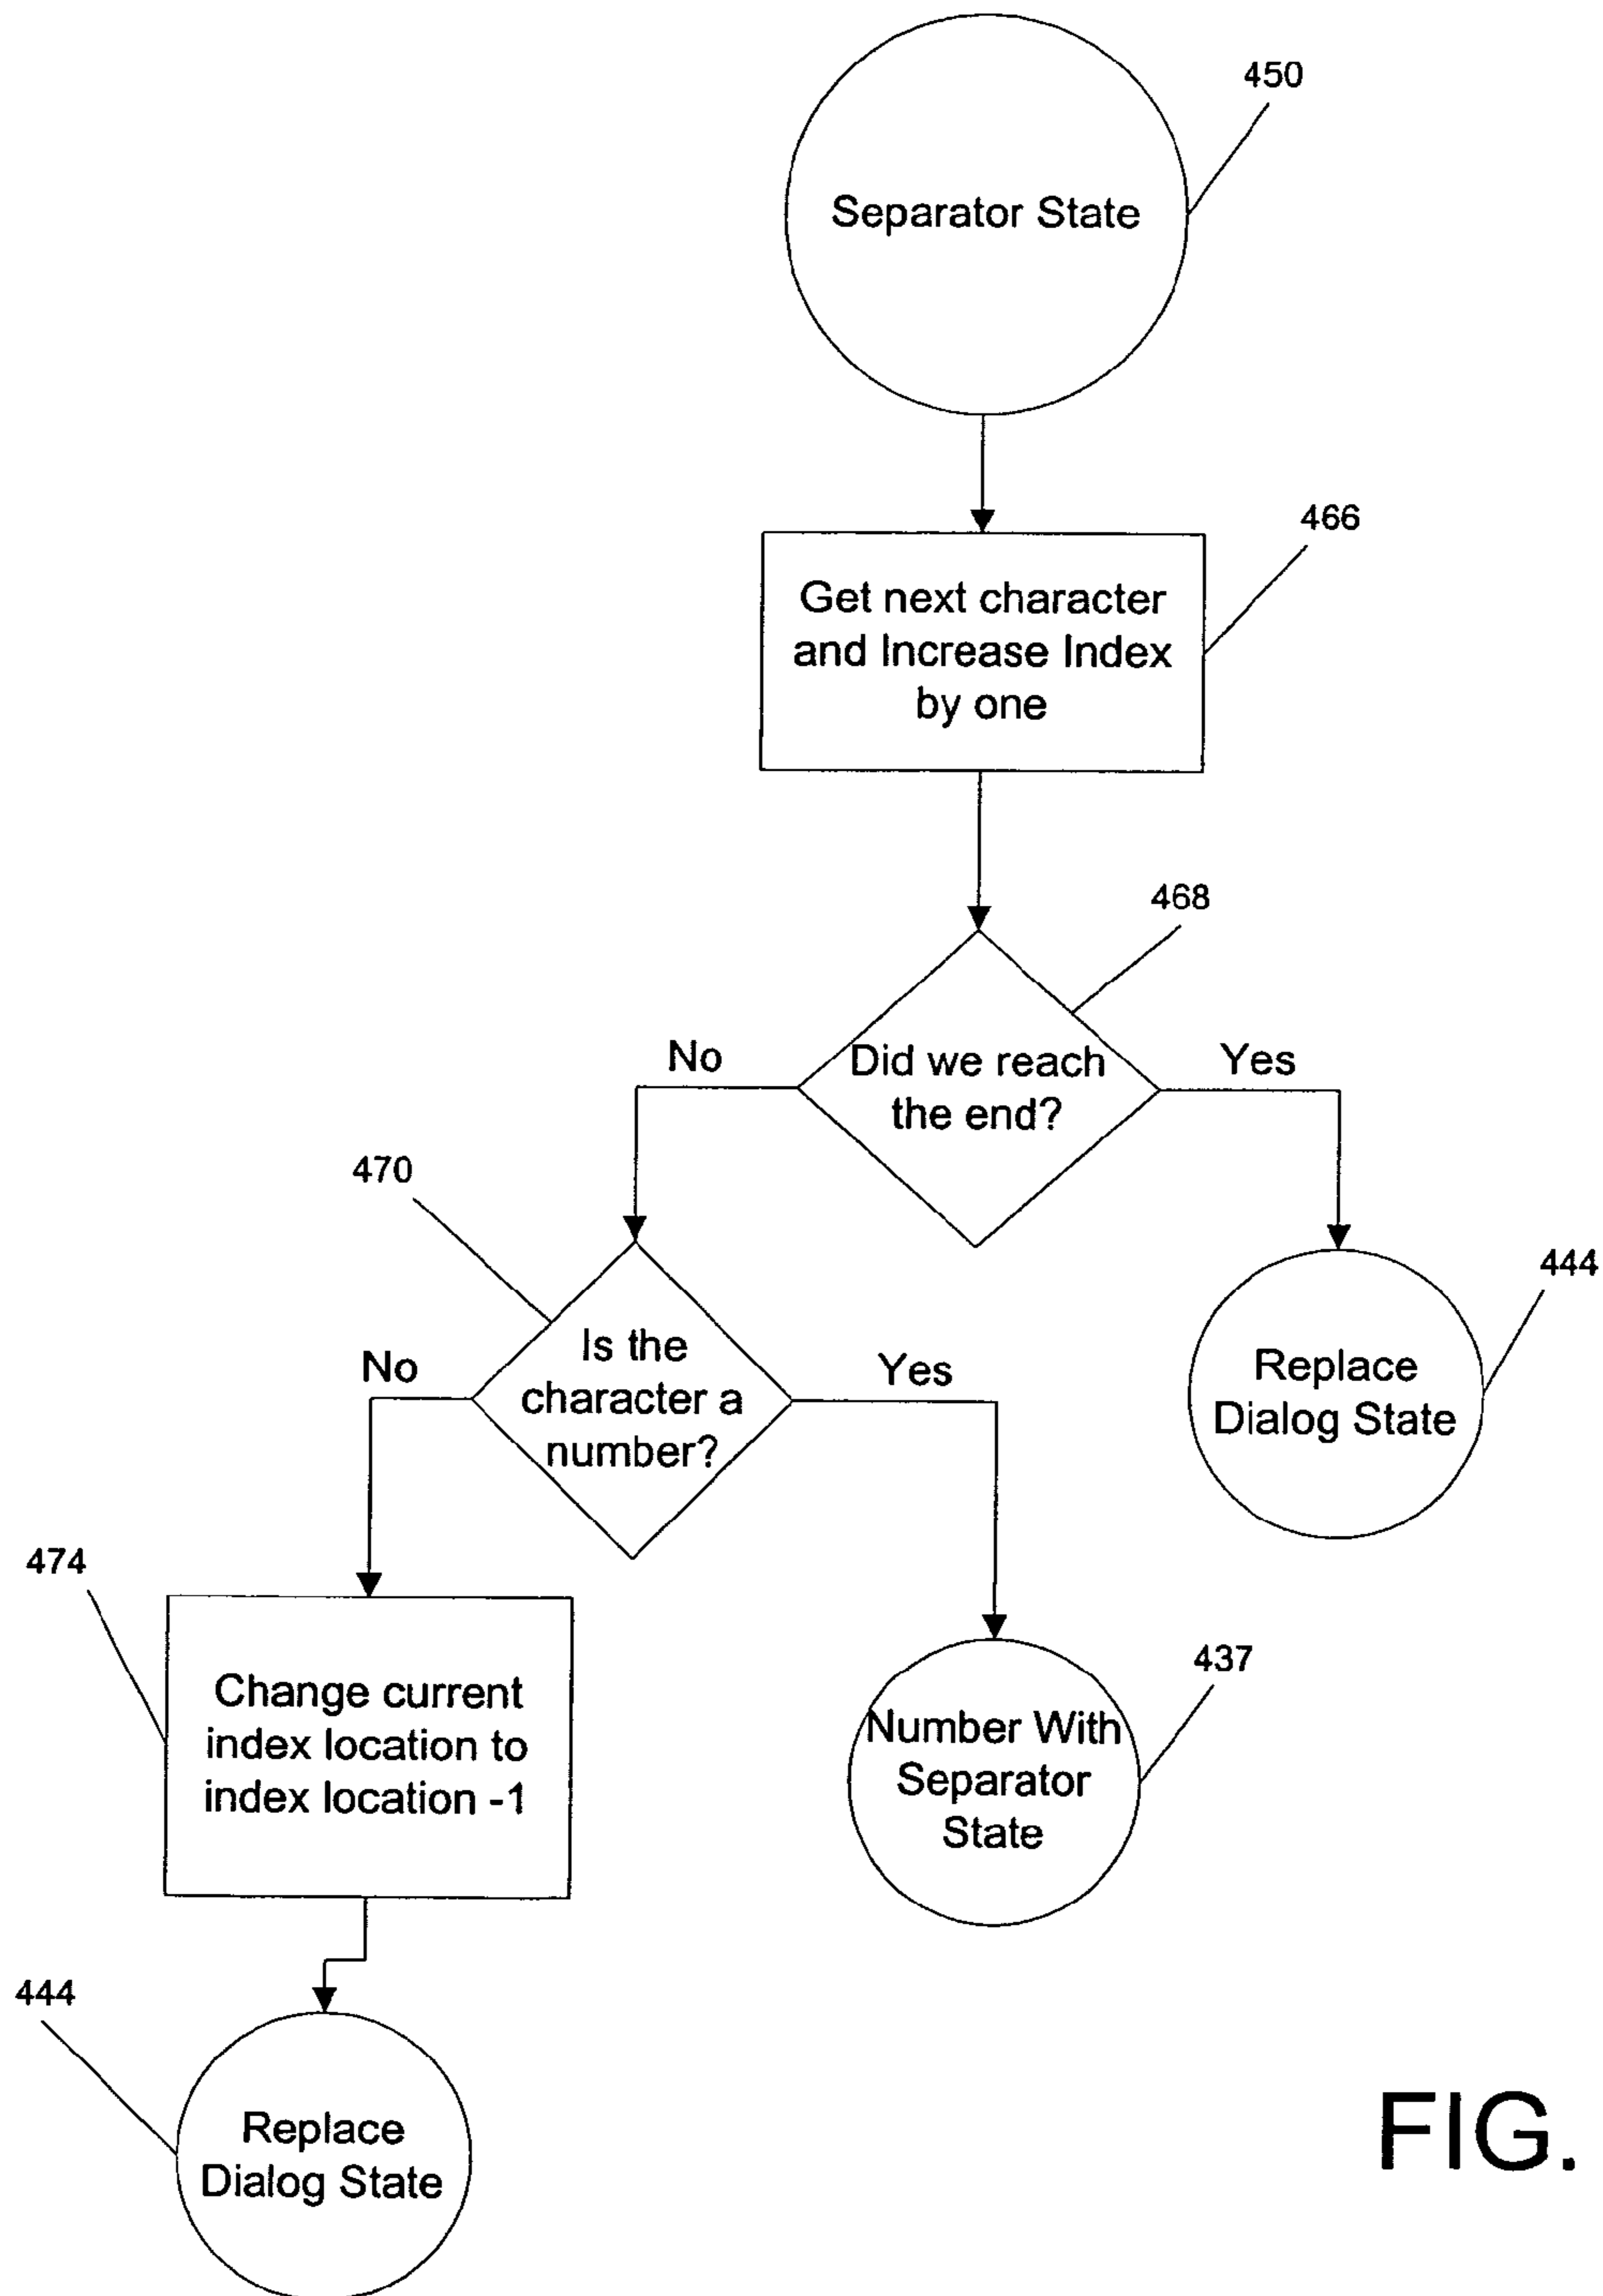 450
Separator State
466
Get next character
and Increase Index
by one
468
No
Did we reach
the end?
Yes
470
444
No
Is the
character a
number?
Yes
Replace
Dialog State
474
437
Change current
index location to
index location -1
Number With
Separator
State
444
Replace
Dialog State
FIG.